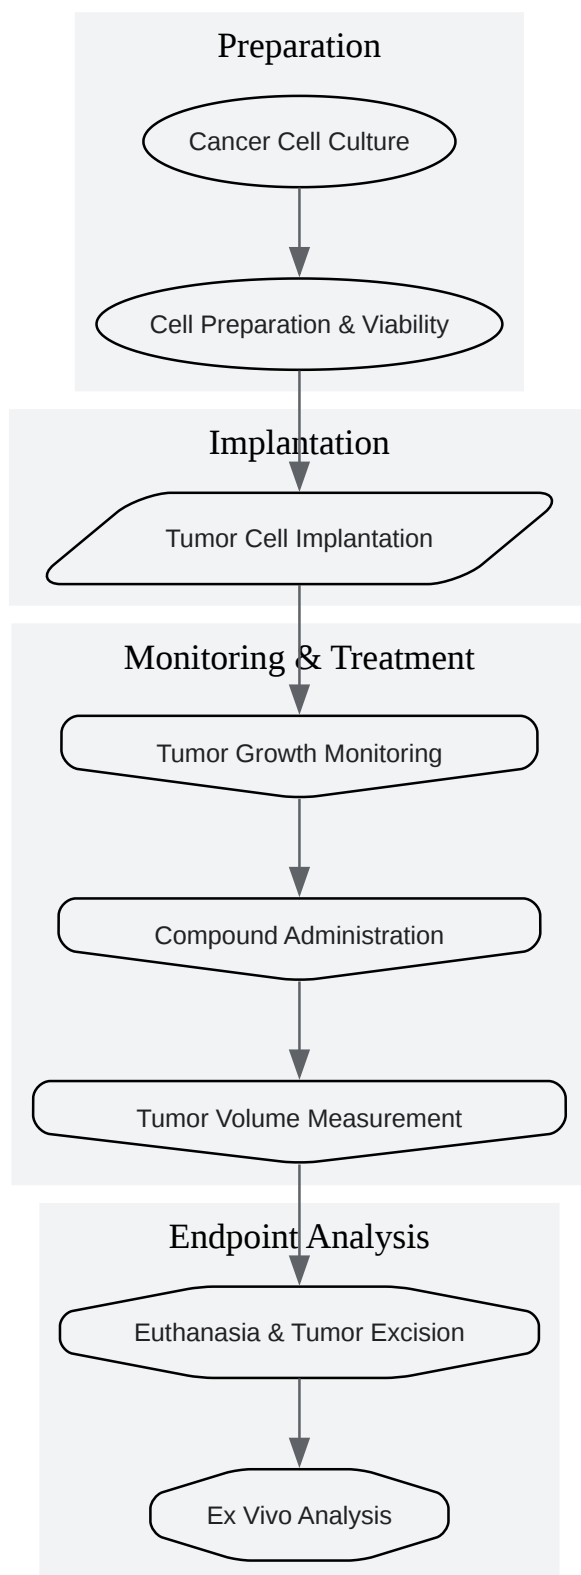 Preparation
Cancer Cell Culture
Cell Preparation & Viability
Implantation
Tumor Cell Implantation
Monitoring & Treatment
Tumor Growth Monitoring
Compound Administration
Tumor Volume Measurement
Endpoint Analysis
Euthanasia & Tumor Excision
Ex Vivo Analysis